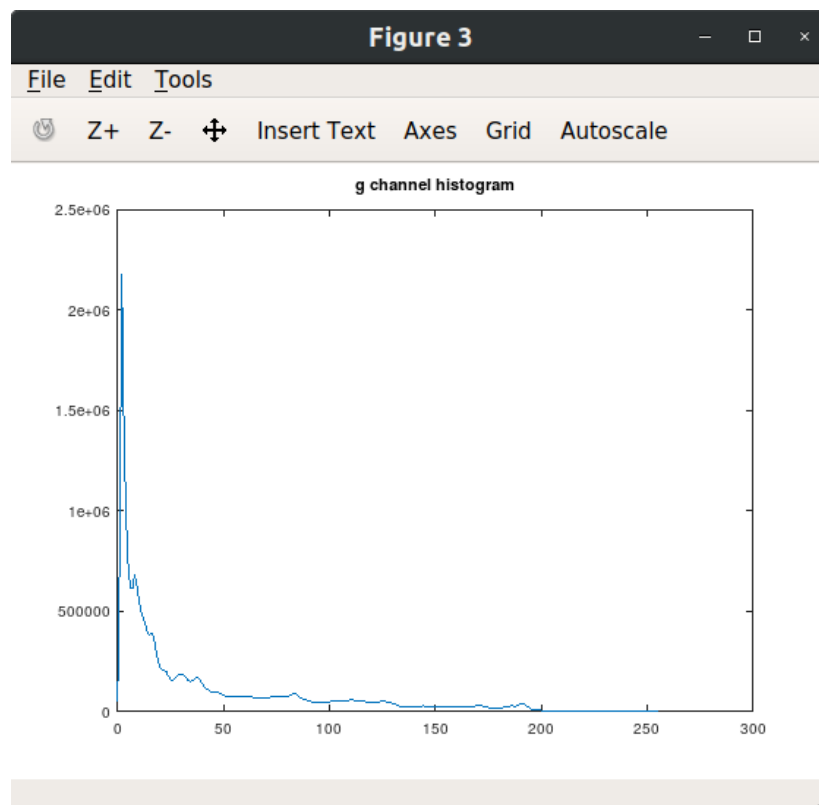 Figure 3
File Edit Tools
Z+ Z- Insert Text Axes Grid Autoscale
g channel histogram
2.5e+06
2e+06
1.5e+06
1e+06
500000
0
0 50 100 150 200 250 300